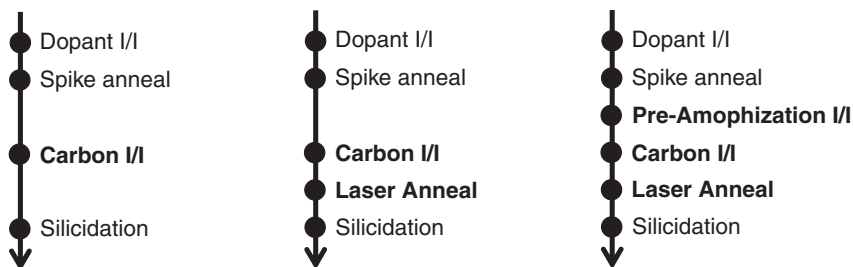 Dopant I/I
Spike anneal
Carbon I/I
Silicidation
Dopant I/I
Spike anneal
Carbon I/I
Laser Anneal
Silicidation
Dopant I/I
Spike anneal
Pre-Amophization I/I
Carbon I/I
Laser Anneal
Silicidation